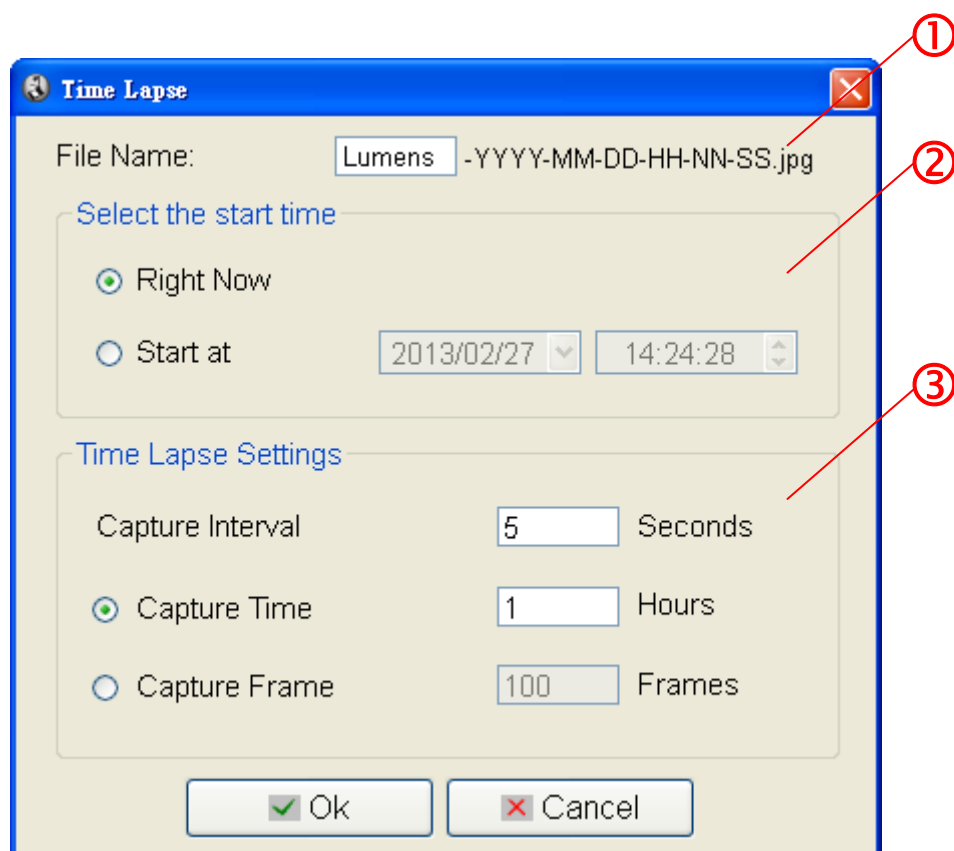 ①
Time Lapse
File Name: Lumens -YYYY-MM-DD-HH-NN-SS.jpg
②
Select the start time
Right Now
Start at 2013/02/27 14:24:28
③
Time Lapse Settings
Capture Interval 5 Seconds
Capture Time 1 Hours
Capture Frame 100 Frames
Ok Cancel